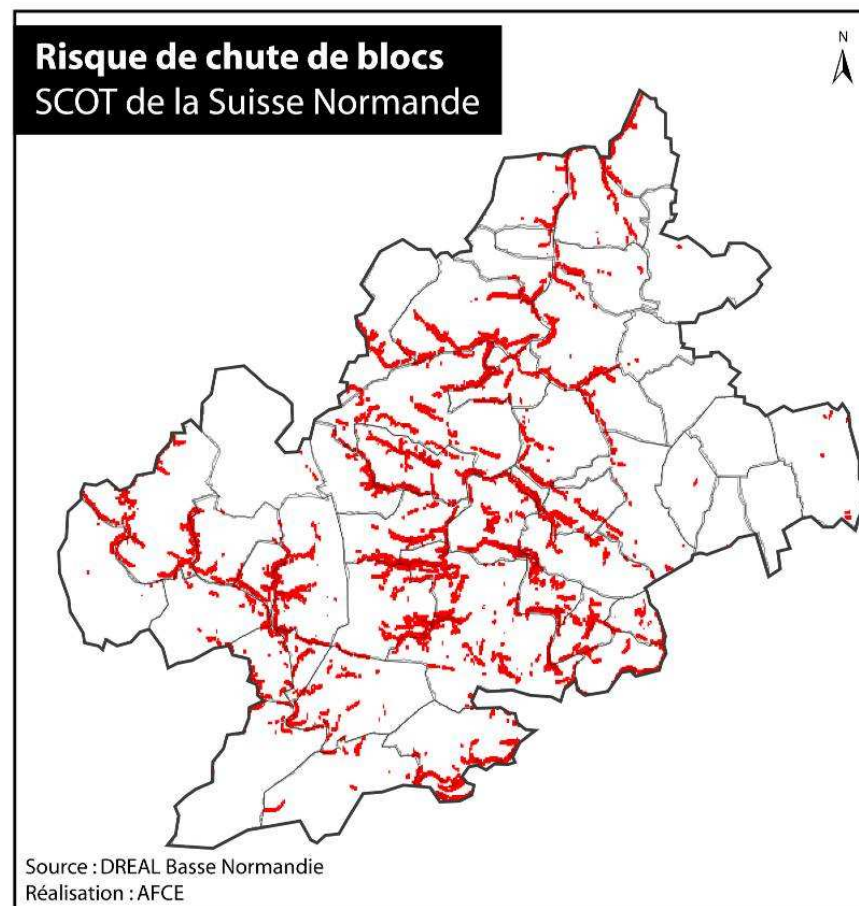 Risque de chute de blocs
SCOT de la Suisse Normande
N
Source : DREAL Basse Normandie
Réalisation : AFCE